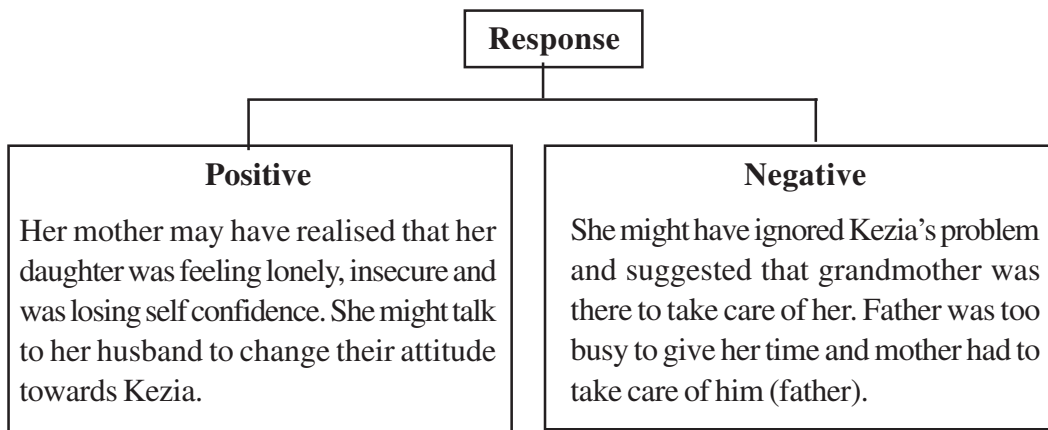 Response
Positive
Her mother may have realised that her
daughter was feeling lonely, insecure and
was losing self confidence. She might talk
to her husband to change their attitude
towards Kezia.
Negative
She might have ignored Kezia's problem
and suggested that grandmother was
there to take care of her. Father was too
busy to give her time and mother had to
take care of him (father).